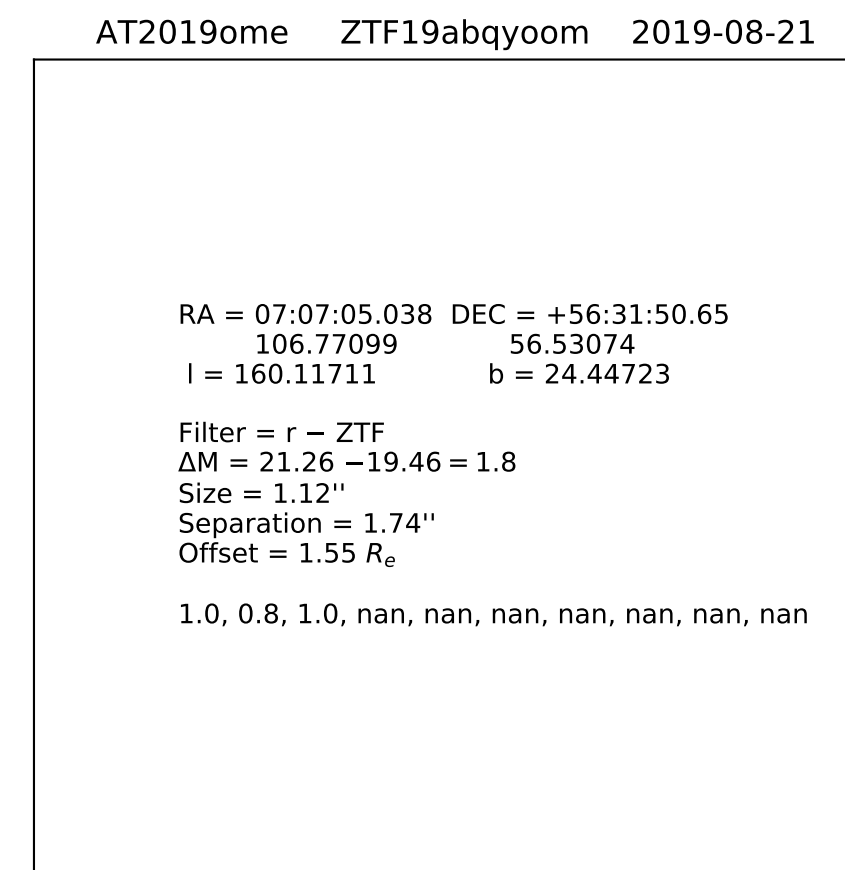 AT2019ome ZTF19abqyoom 2019-08-21
RA = 07:07:05.038 DEC = +56:31:50.65
106.77099 56.53074
l = 160.11711 b = 24.44723
Filter = r − ZTF
ΔM = 21.26 −19.46 = 1.8
Size = 1.12''
Separation = 1.74''
Offset = 1.55 Rₑ
1.0, 0.8, 1.0, nan, nan, nan, nan, nan, nan, nan